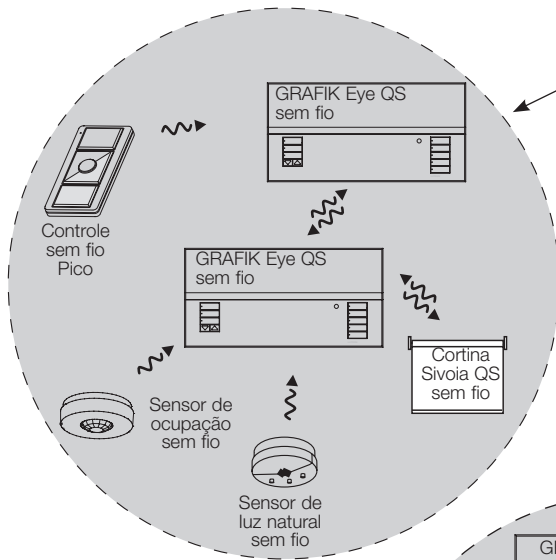 GRAFIK Eye QS
sem fio
Controle
sem fio
Pico
GRAFIK Eye QS
sem fio
Cortina
Sivoia QS
sem fio
Sensor de
ocupação
sem fio
Sensor de
luz natural
sem fio